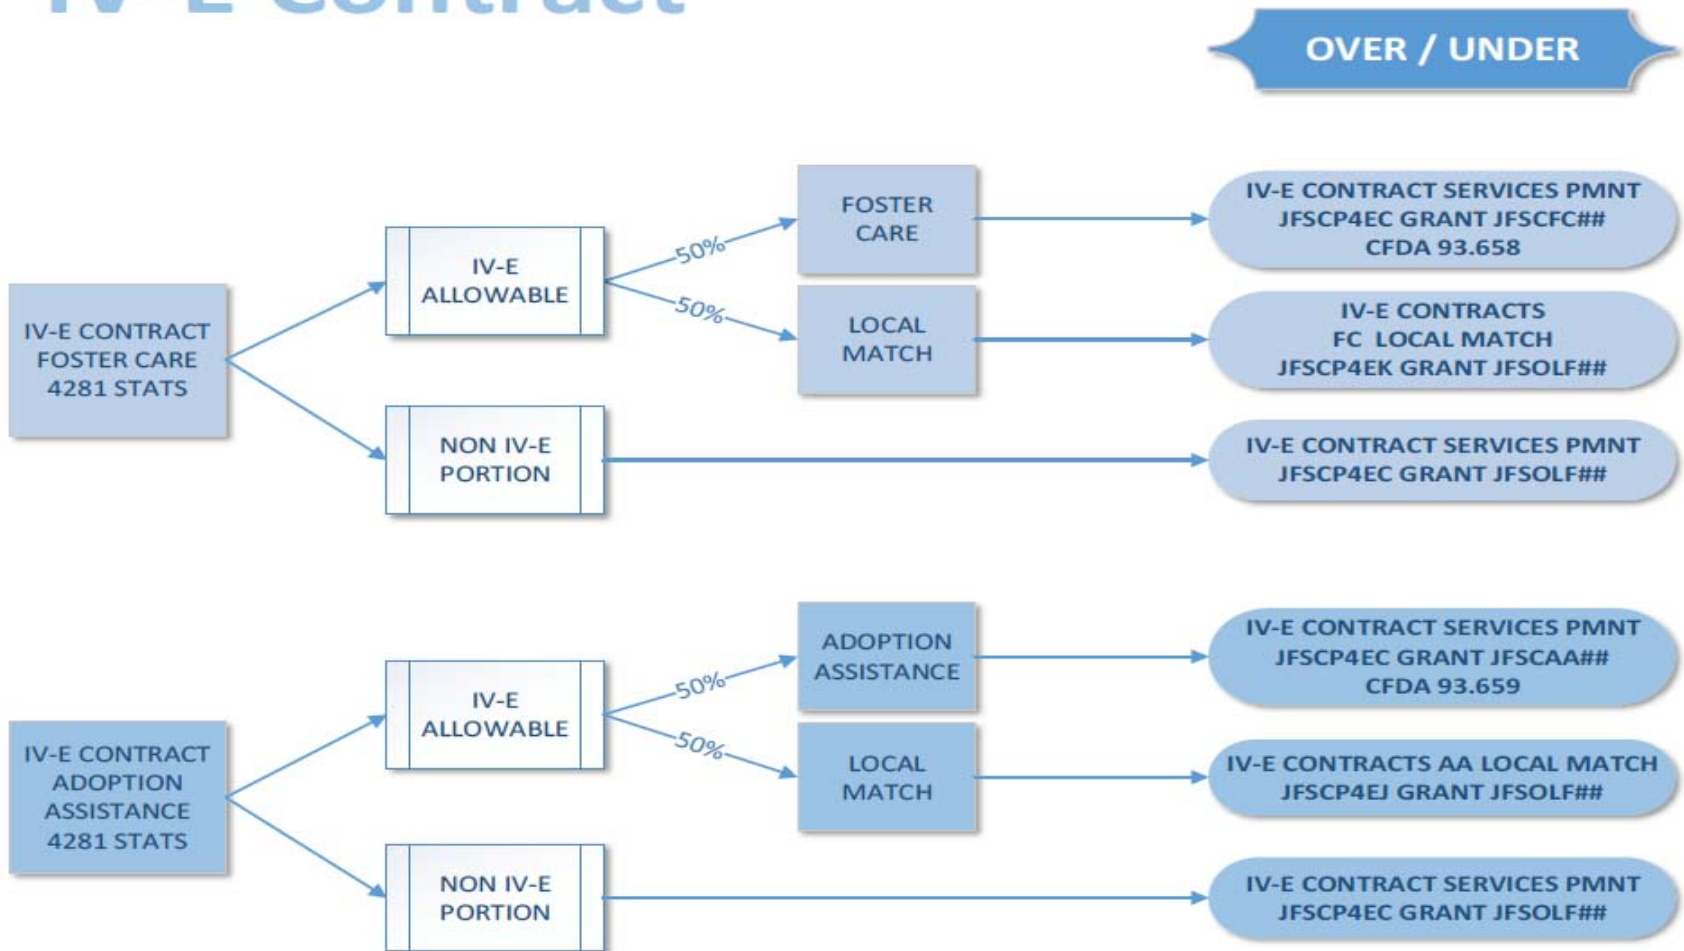 IV-E Contract
OVER / UNDER
IV-E CONTRACT
FOSTER CARE
4281 STATS
IV-E
ALLOWABLE
50%
50%
FOSTER
CARE
LOCAL
MATCH
IV-E CONTRACT SERVICES PMNT
JFSCP4EC GRANT JFSCFC##
CFDA 93.658
IV-E CONTRACTS
FC LOCAL MATCH
JFSCP4EK GRANT JFSOLF##
NON IV-E
PORTION
IV-E CONTRACT SERVICES PMNT
JFSCP4EC GRANT JFSOLF##
IV-E CONTRACT
ADOPTION
ASSISTANCE
4281 STATS
IV-E
ALLOWABLE
50%
50%
ADOPTION
ASSISTANCE
LOCAL
MATCH
IV-E CONTRACT SERVICES PMNT
JFSCP4EC GRANT JFSCAA##
CFDA 93.659
IV-E CONTRACTS AA LOCAL MATCH
JFSCP4EJ GRANT JFSOLF##
NON IV-E
PORTION
IV-E CONTRACT SERVICES PMNT
JFSCP4EC GRANT JFSOLF##